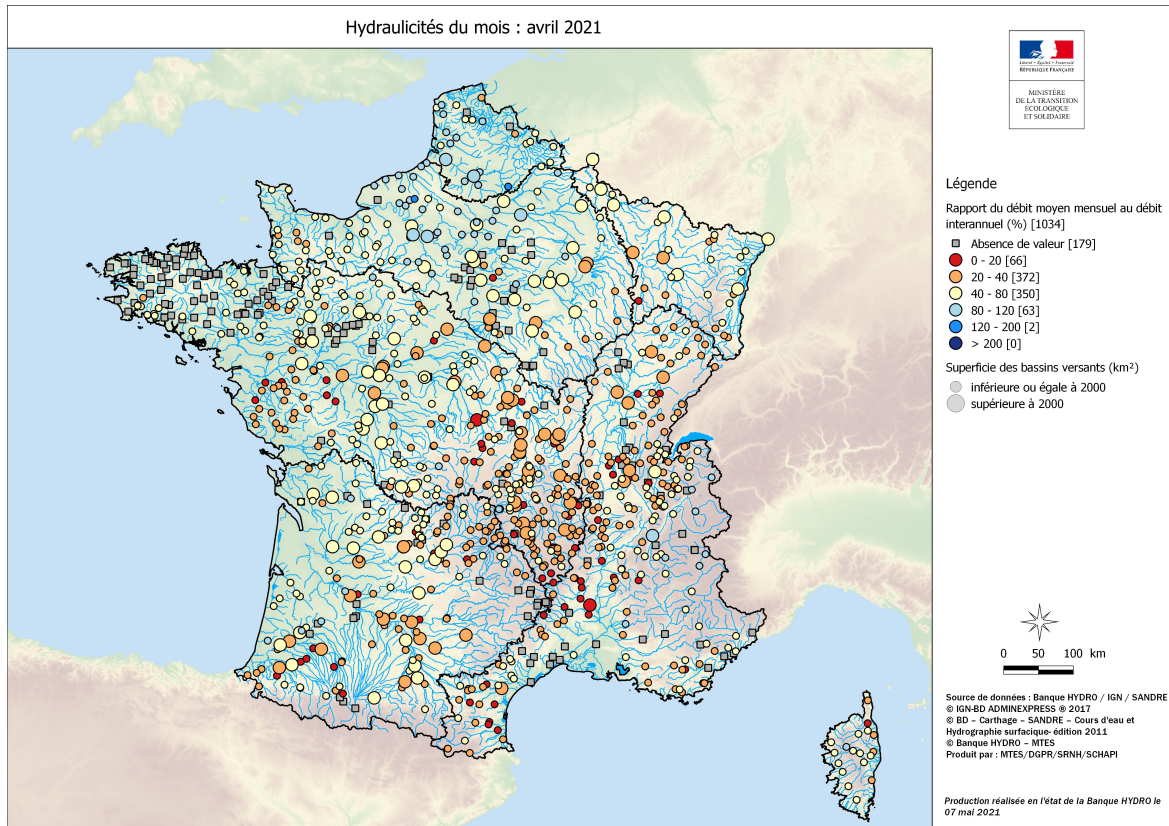 Hydraulicités du mois : avril 2021
Liberté • Égalité • Fraternité
RÉPUBLIQUE FRANÇAISE
MINISTÈRE
DE LA TRANSITION
ÉCOLOGIQUE
ET SOLIDAIRE
Légende
Rapport du débit moyen mensuel au débit
interannuel (%) [1034]
Absence de valeur [179]
0 - 20 [66]
20 - 40 [372]
40 - 80 [350]
80 - 120 [63]
120 - 200 [2]
> 200 [0]
Superficie des bassins versants (km²)
inférieure ou égale à 2000
supérieure à 2000
0 50 100 km
Source de données : Banque HYDRO / IGN / SANDRE
© IGN-BD ADMINEXPRESS ® 2017
© BD – Carthage – SANDRE – Cours d'eau et
Hydrographie surfacique- édition 2011
© Banque HYDRO – MTES
Produit par : MTES/DGPR/SRNH/SCHAPI
Production réalisée en l'état de la Banque HYDRO le
07 mai 2021